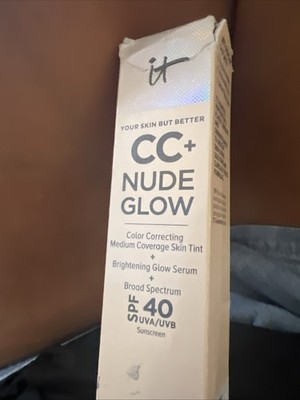 it
YOUR SKIN BUT BETTER
CC+
NUDE
GLOW
Color Correcting
Medium Coverage Skin Tint
+
Brightening Glow Serum
+
Broad Spectrum
SPF 40
UVA/UVB
Sunscreen